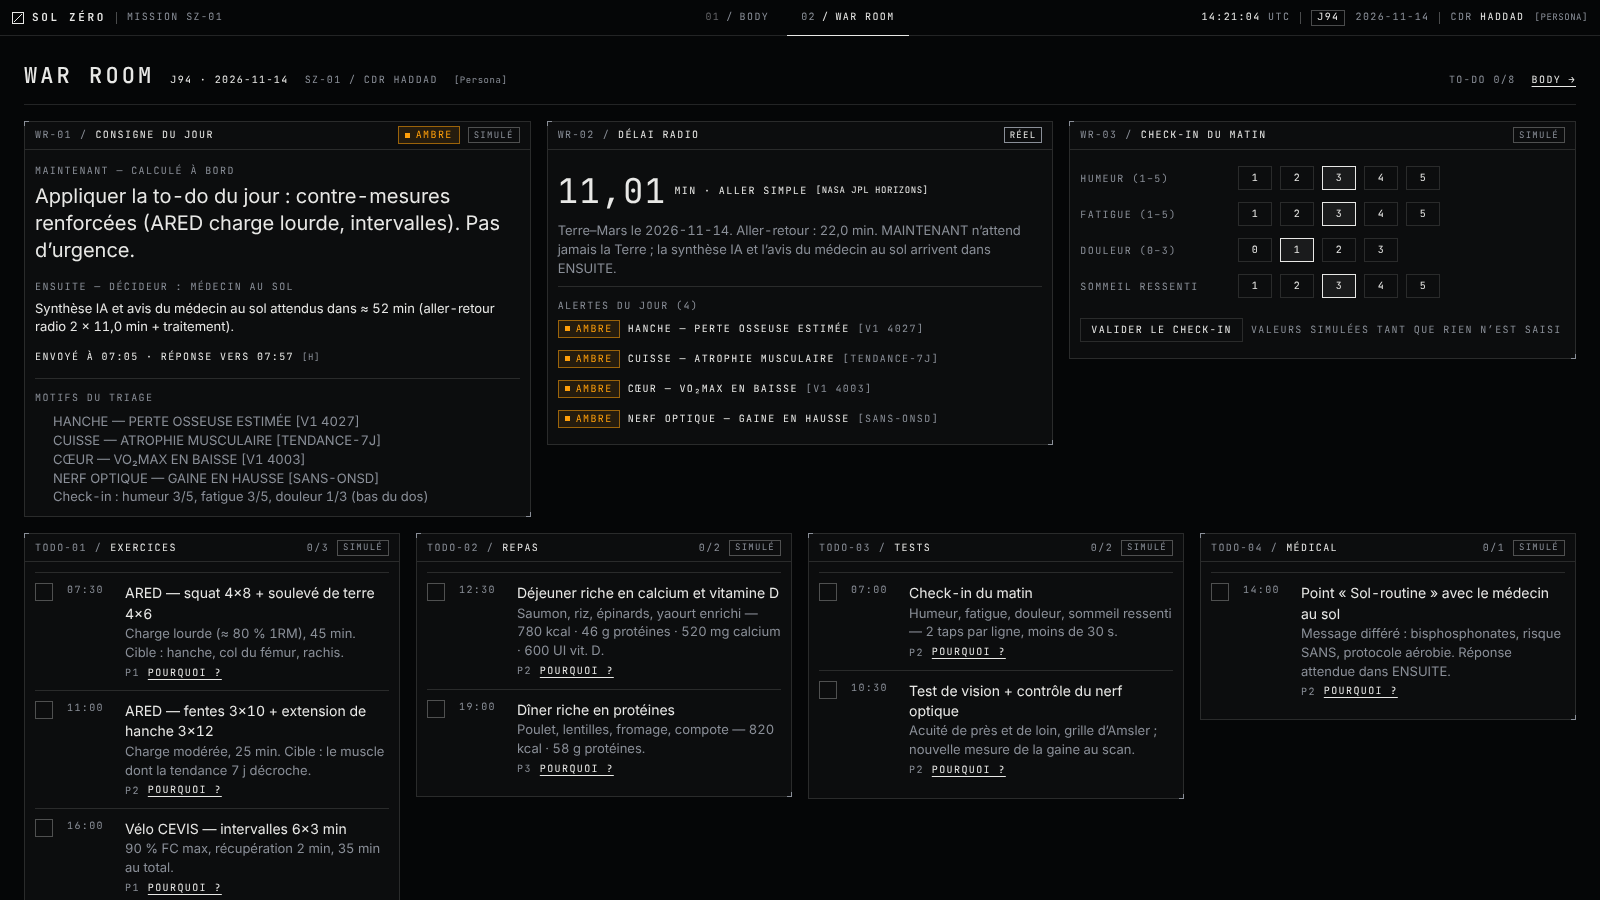 SOL ZÉRO | MISSION SZ-01
01 / BODY
02 / WAR ROOM
14:21:04 UTC | J94 2026-11-14 | CDR HADDAD [PERSONA]
WAR ROOM J94 · 2026-11-14 SZ-01 / CDR HADDAD [Persona]
TO-DO 0/8 BODY →
WR-01 / CONSIGNE DU JOUR
AMBRE SIMULÉ
MAINTENANT — CALCULÉ À BORD
Appliquer la to-do du jour : contre-mesures
renforcées (ARED charge lourde, intervalles). Pas
d’urgence.
ENSUITE — DÉCIDEUR : MÉDECIN AU SOL
Synthèse IA et avis du médecin au sol attendus dans ≈ 52 min (aller-retour
radio 2 × 11,0 min + traitement).
ENVOYÉ À 07:05 · RÉPONSE VERS 07:57 [H]
MOTIFS DU TRIAGE
HANCHE — PERTE OSSEUSE ESTIMÉE [V1 4027]
CUISSE — ATROPHIE MUSCULAIRE [TENDANCE-7J]
CŒUR — VO₂MAX EN BAISSE [V1 4003]
NERF OPTIQUE — GAINE EN HAUSSE [SANS-ONSD]
Check-in : humeur 3/5, fatigue 3/5, douleur 1/3 (bas du dos)
WR-02 / DÉLAI RADIO
RÉEL
11,01 MIN · ALLER SIMPLE [NASA JPL HORIZONS]
Terre–Mars le 2026-11-14. Aller-retour : 22,0 min. MAINTENANT n’attend
jamais la Terre ; la synthèse IA et l’avis du médecin au sol arrivent dans
ENSUITE.
ALERTES DU JOUR (4)
AMBRE HANCHE — PERTE OSSEUSE ESTIMÉE [V1 4027]
AMBRE CUISSE — ATROPHIE MUSCULAIRE [TENDANCE-7J]
AMBRE CŒUR — VO₂MAX EN BAISSE [V1 4003]
AMBRE NERF OPTIQUE — GAINE EN HAUSSE [SANS-ONSD]
WR-03 / CHECK-IN DU MATIN
SIMULÉ
HUMEUR (1-5) 1 2 3 4 5
FATIGUE (1-5) 1 2 3 4 5
DOULEUR (0-3) 0 1 2 3
SOMMEIL RESSENTI 1 2 3 4 5
VALIDER LE CHECK-IN VALEURS SIMULÉES TANT QUE RIEN N’EST SAISI
TODO-01 / EXERCICES
0/3 SIMULÉ
07:30 ARED — squat 4×8 + soulevé de terre
4×6
Charge lourde (≈ 80 % 1RM), 45 min.
Cible : hanche, col du fémur, rachis.
P1 POURQUOI ?
11:00 ARED — fentes 3×10 + extension de
hanche 3×12
Charge modérée, 25 min. Cible : le muscle
dont la tendance 7 j décroche.
P2 POURQUOI ?
16:00 Vélo CEVIS — intervalles 6×3 min
90 % FC max, récupération 2 min, 35 min
au total.
P1 POURQUOI ?
TODO-02 / REPAS
0/2 SIMULÉ
12:30 Déjeuner riche en calcium et vitamine D
Saumon, riz, épinards, yaourt enrichi —
780 kcal · 46 g protéines · 520 mg calcium
· 600 UI vit. D.
P2 POURQUOI ?
19:00 Dîner riche en protéines
Poulet, lentilles, fromage, compote — 820
kcal · 58 g protéines.
P3 POURQUOI ?
TODO-03 / TESTS
0/2 SIMULÉ
07:00 Check-in du matin
Humeur, fatigue, douleur, sommeil ressenti
— 2 taps par ligne, moins de 30 s.
P2 POURQUOI ?
10:30 Test de vision + contrôle du nerf
optique
Acuité de près et de loin, grille d’Amsler ;
nouvelle mesure de la gaine au scan.
P2 POURQUOI ?
TODO-04 / MÉDICAL
0/1 SIMULÉ
14:00 Point « Sol-routine » avec le médecin
au sol
Message différé : bisphosphonates, risque
SANS, protocole aérobie. Réponse
attendue dans ENSUITE.
P2 POURQUOI ?